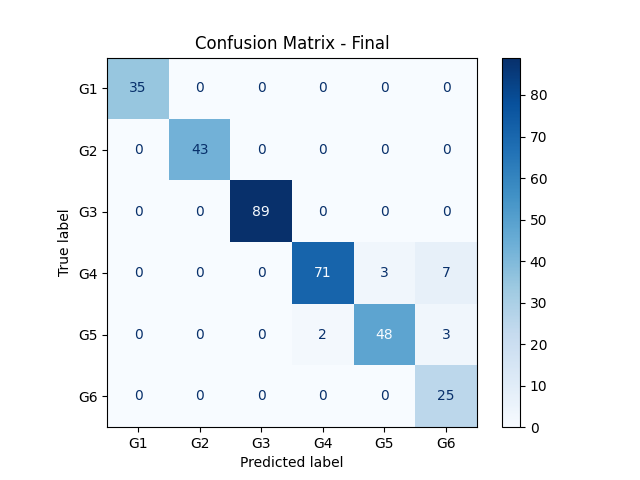 Confusion Matrix - Final
True label
G1 35 0 0 0 0 0
G2 0 43 0 0 0 0
G3 0 0 89 0 0 0
G4 0 0 0 71 3 7
G5 0 0 0 2 48 3
G6 0 0 0 0 0 25
G1 G2 G3 G4 G5 G6
Predicted label
80
70
60
50
40
30
20
10
0